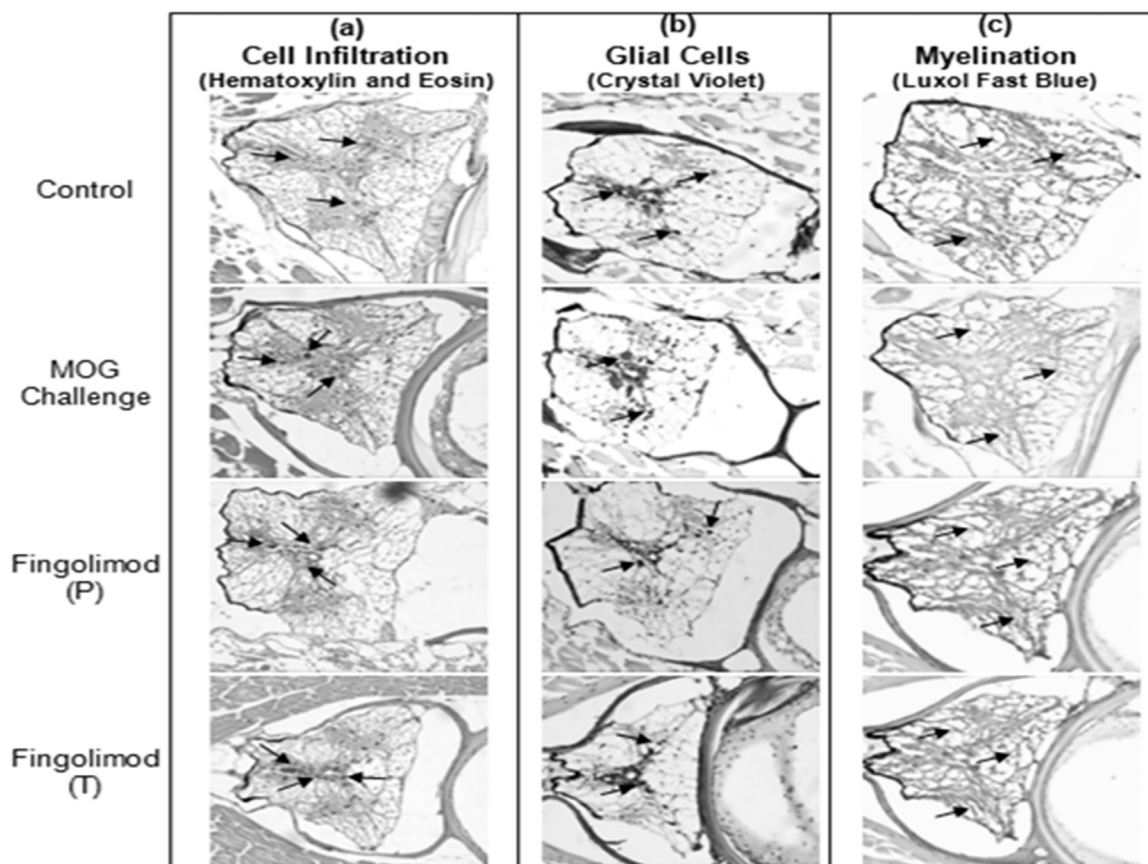 (a)
Cell Infiltration
(Hematoxylin and Eosin)
(b)
Glial Cells
(Crystal Violet)
(c)
Myelination
(Luxol Fast Blue)
Control
MOG
Challenge
Fingolimod
(P)
Fingolimod
(T)